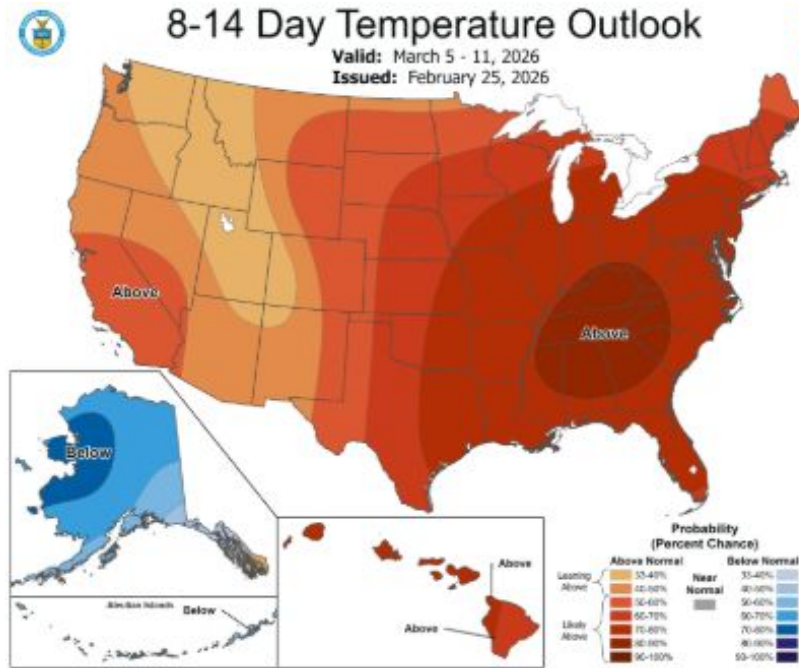 8-14 Day Temperature Outlook
Valid: March 5 - 11, 2026
Issued: February 25, 2026
Above
Above
Below
Aleutian Islands
Below
Above
Above
Probability
(Percent Chance)
Above Normal
Below Normal
Leaning Above
Likely Above
Near Normal
33-40%
40-50%
50-60%
60-70%
70-80%
80-90%
90-100%
33-40%
40-50%
50-60%
60-70%
70-80%
80-90%
90-100%